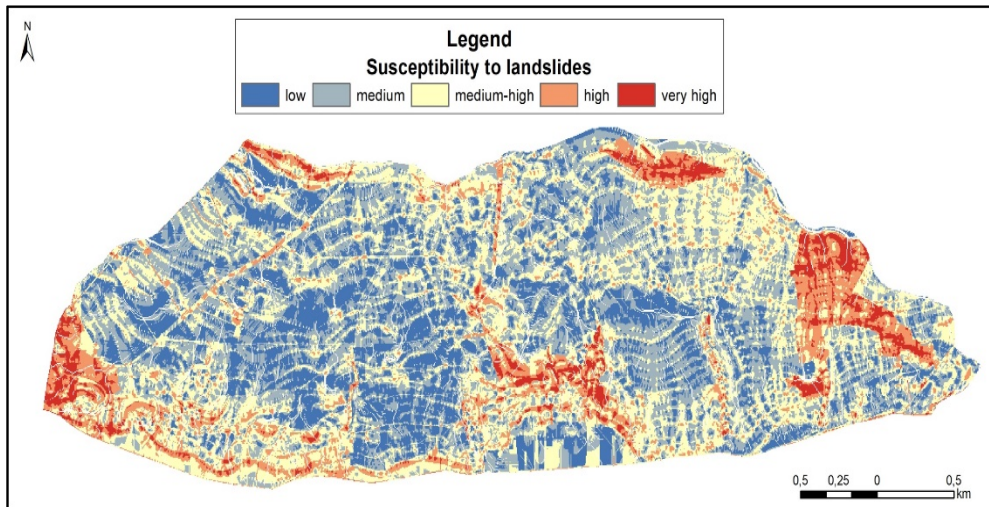 N
Legend
Susceptibility to landslides
low medium medium-high high very high
0,5 0,25 0 0,5
km